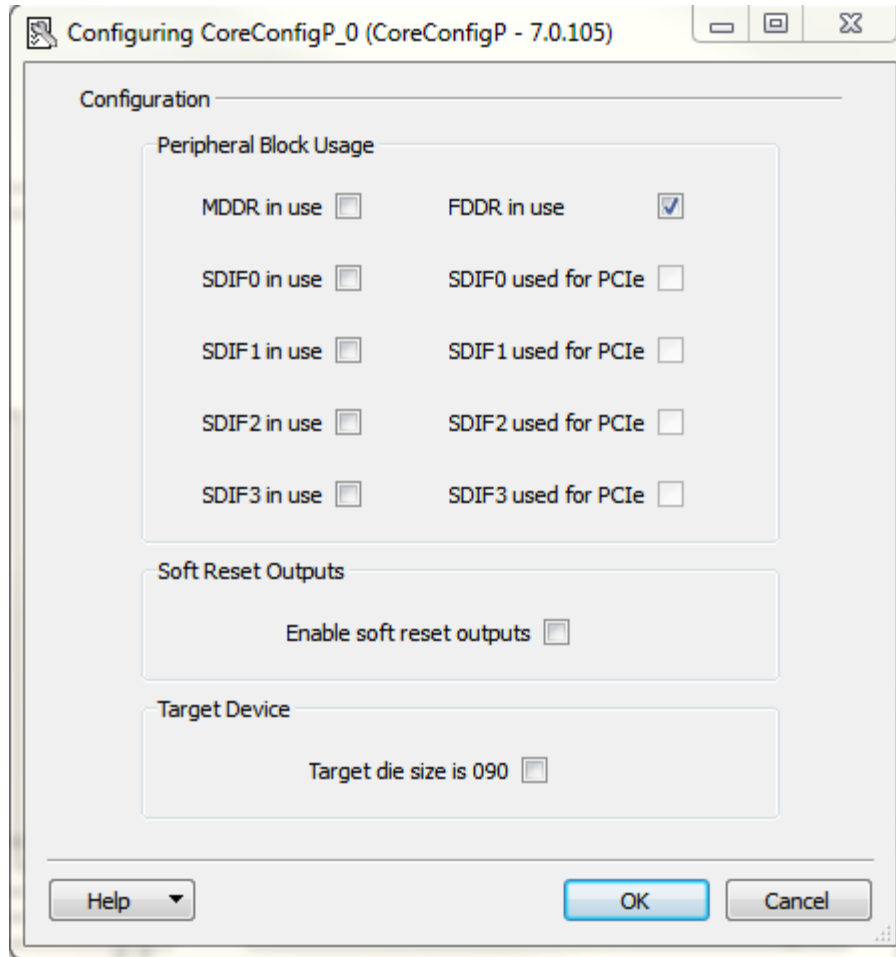 Configuring CoreConfigP_0 (CoreConfigP - 7.0.105)
Configuration
Peripheral Block Usage
MDDR in use FDDR in use
SDIF0 in use SDIF0 used for PCIe
SDIF1 in use SDIF1 used for PCIe
SDIF2 in use SDIF2 used for PCIe
SDIF3 in use SDIF3 used for PCIe
Soft Reset Outputs
Enable soft reset outputs
Target Device
Target die size is 090
Help OK Cancel